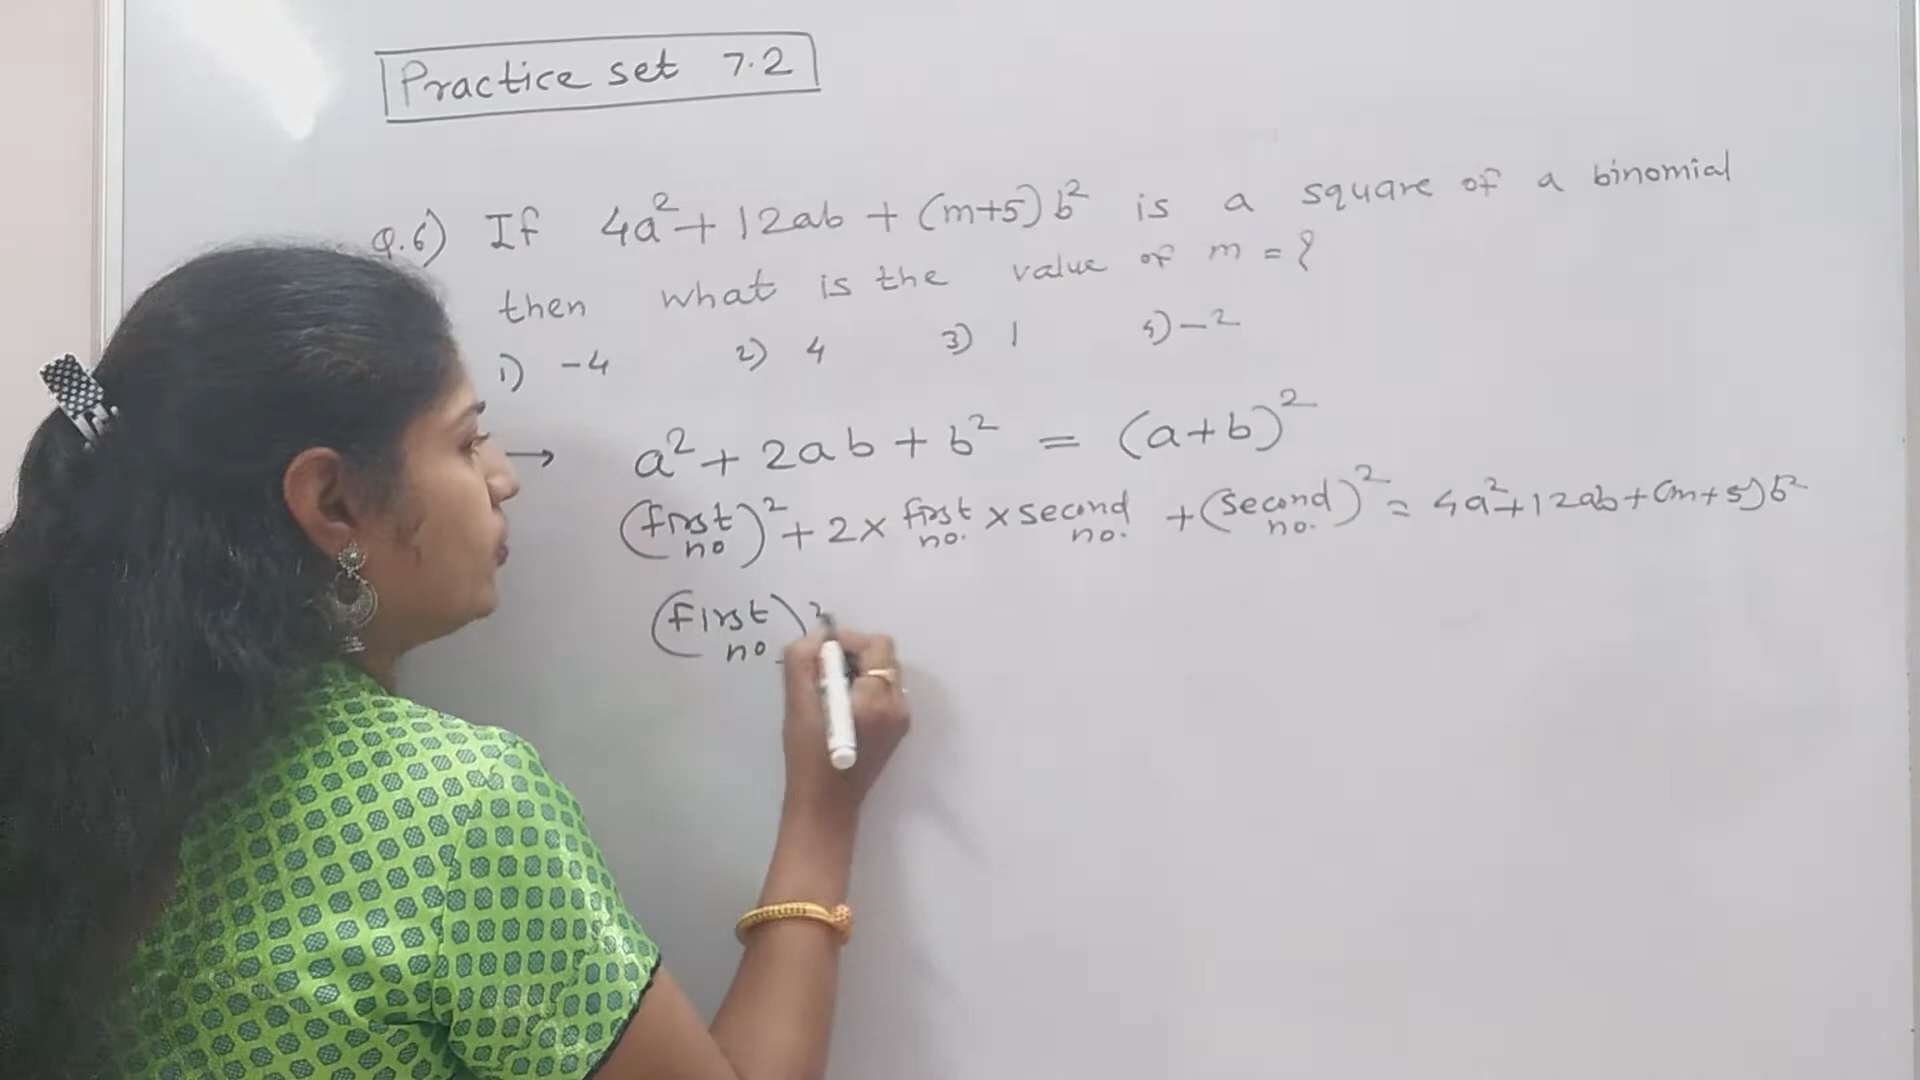 Practice set 7.2
Q.6) If 4a²+12ab+(m+5)b² is a square of a binomial
then what is the value of m=?
1) -4 2) 4 3) 1 4) -2
→ a²+2ab+b² = (a+b)²
(first no)²+2×first no.×second no.+(second no.)²=4a²+12ab+(m+5)b²
(first no)²